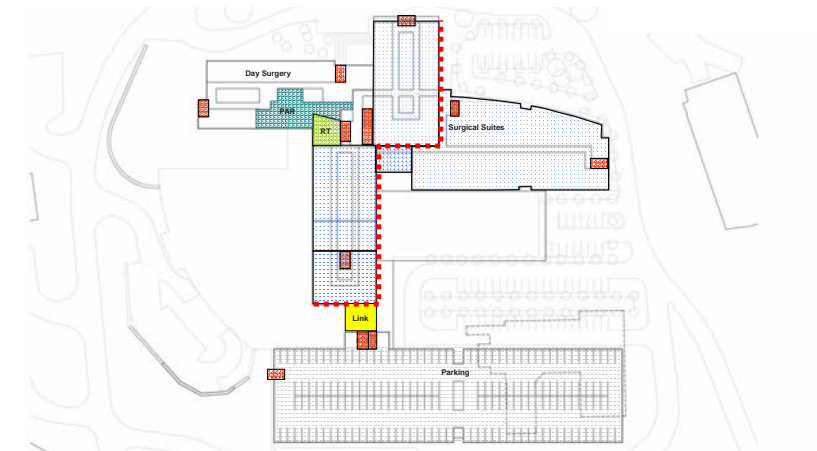 Day Surgery
PAR
RT
Surgical Suites
Link
Parking